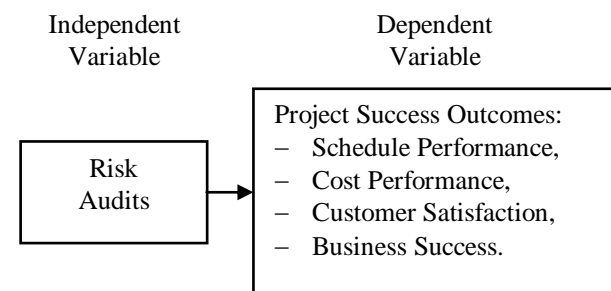 Independent
Variable
Dependent
Variable
Risk
Audits
Project Success Outcomes:
– Schedule Performance,
– Cost Performance,
– Customer Satisfaction,
– Business Success.